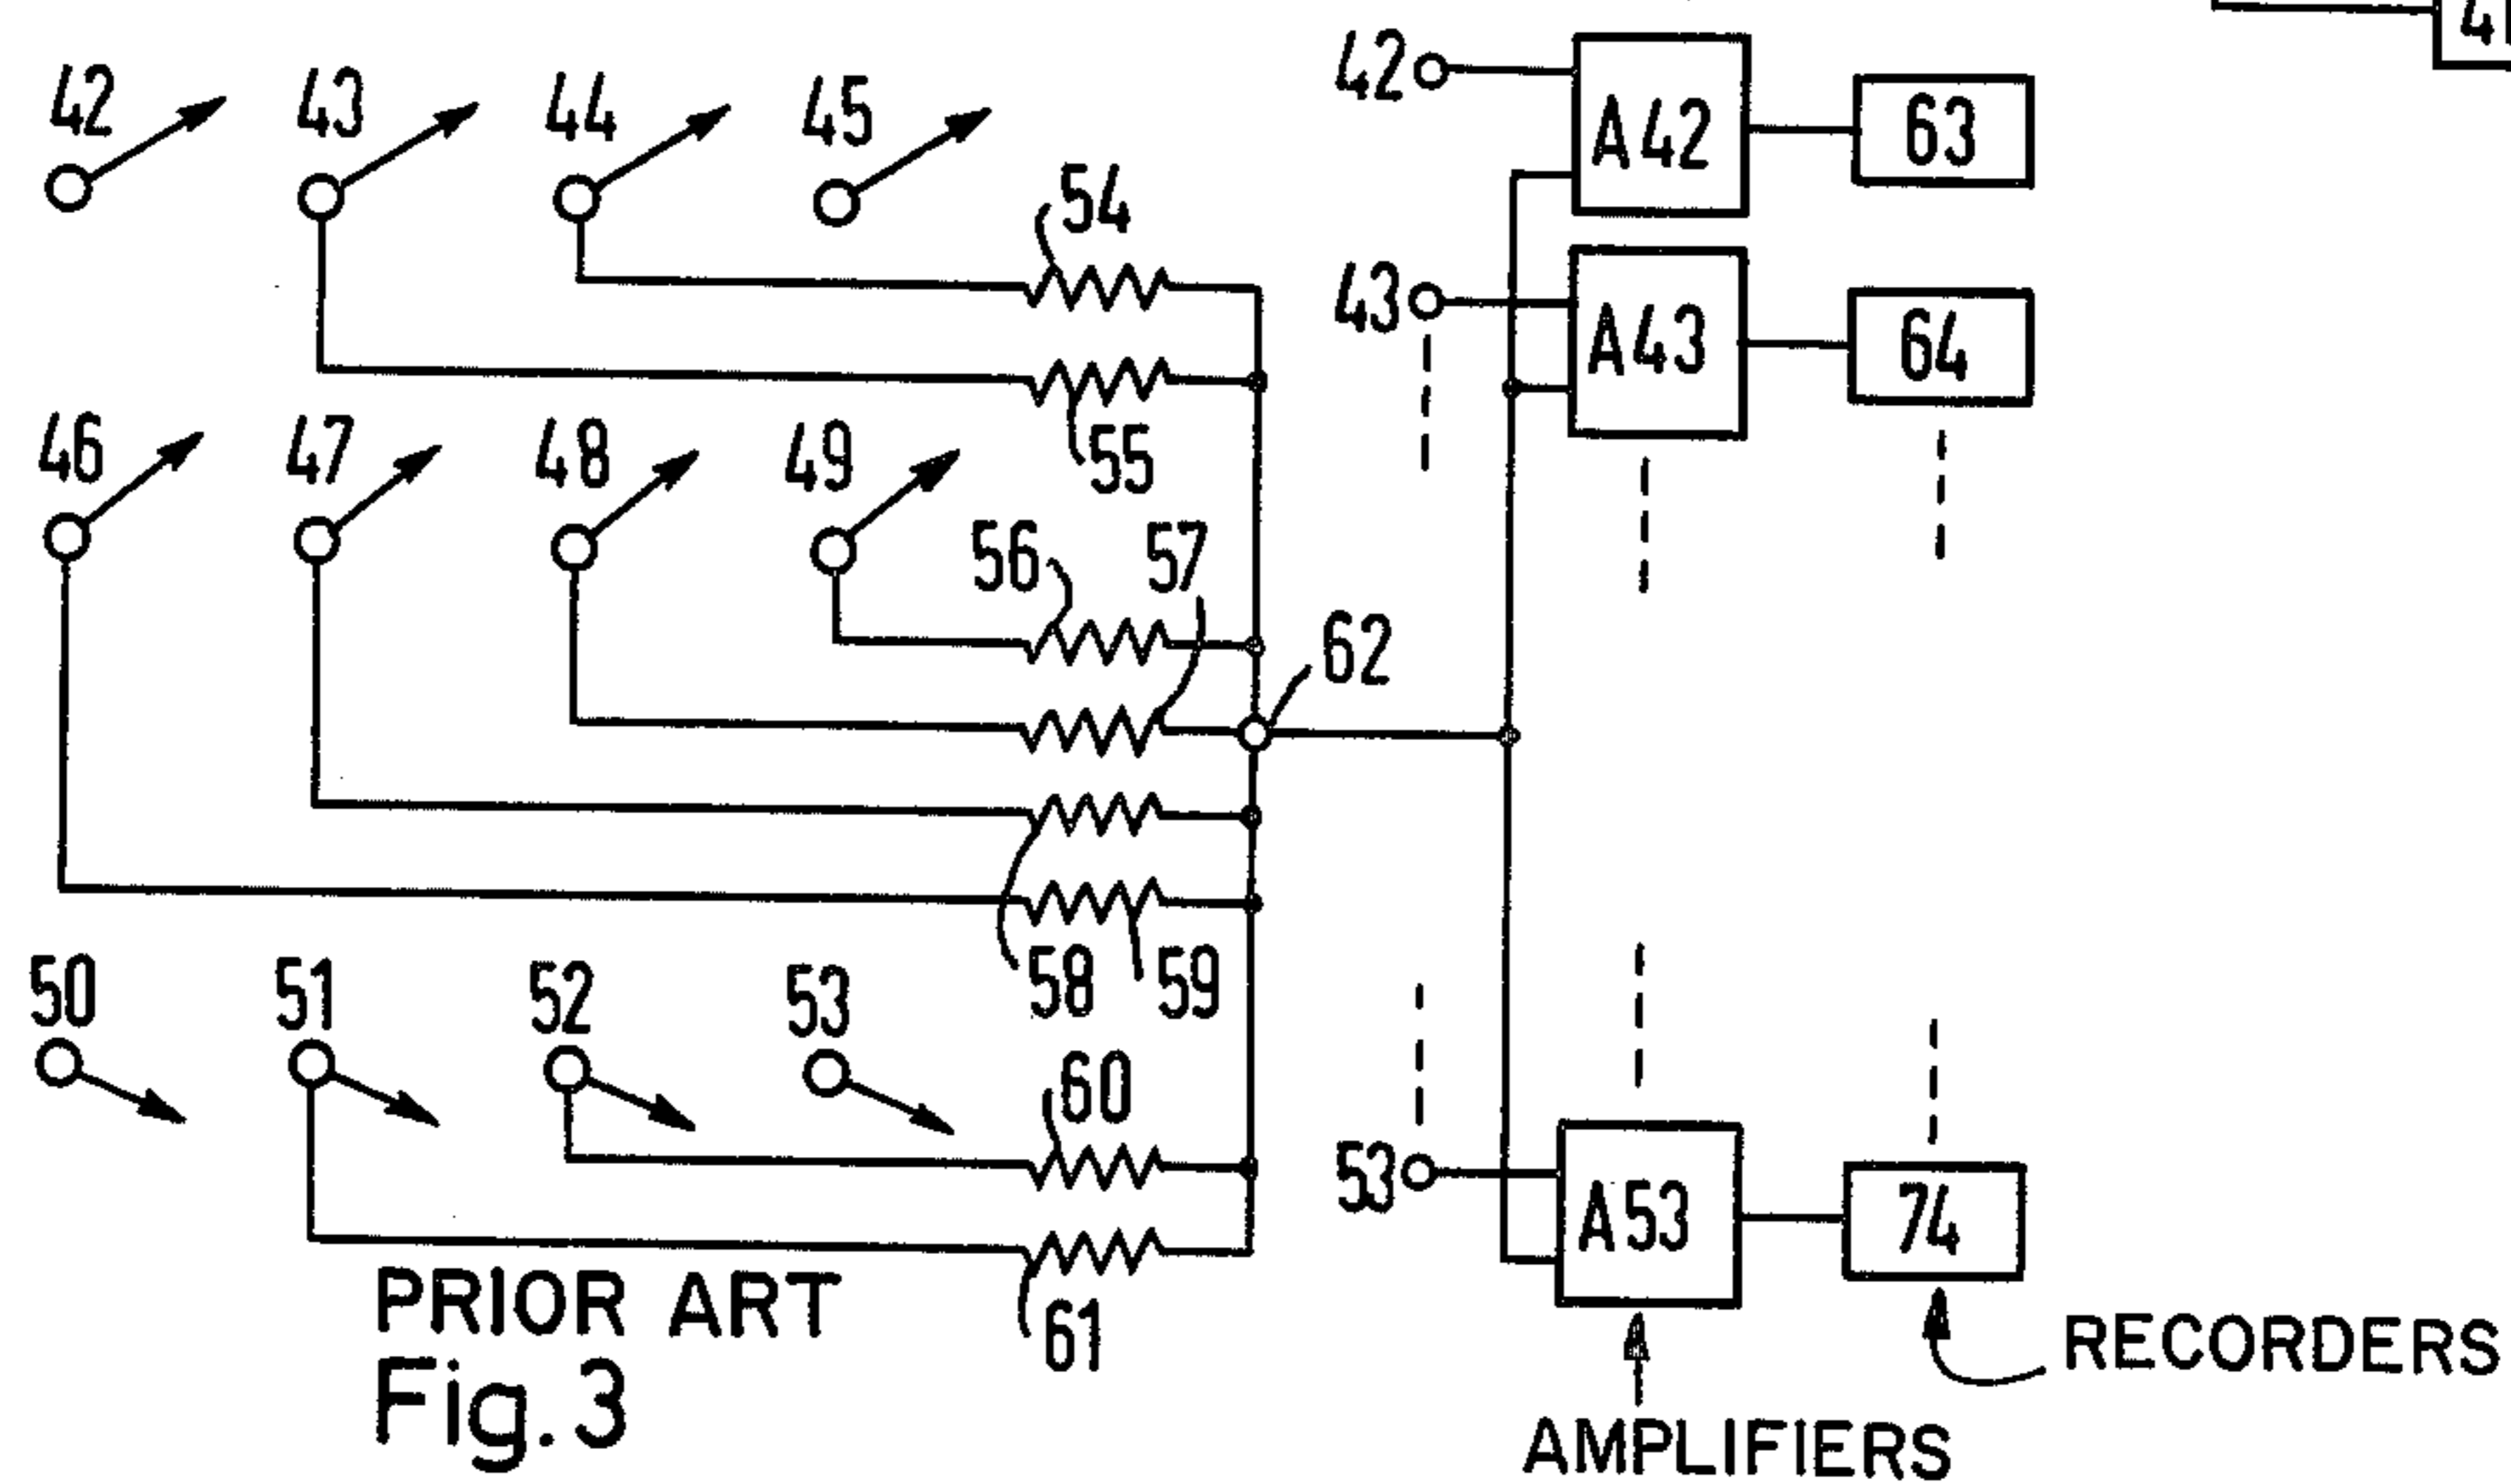 42 43 44 45
54
55
46 47 48 49
56 57
62
58 59
50 51 52 53
60
61
42 A42 63
43 A43 64
53 A53 74
PRIOR ART
Fig. 3
AMPLIFIERS
RECORDERS